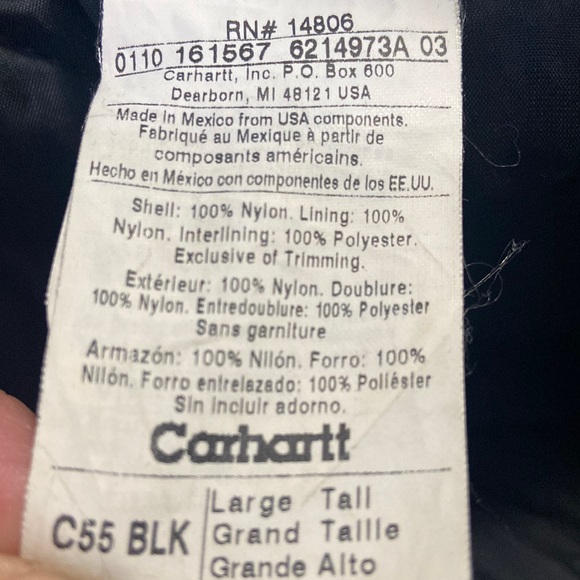 RN# 14806
0110 161567 6214973A 03
Carhartt, Inc. P.O. Box 600
Dearborn, MI 48121 USA
Made in Mexico from USA components.
Fabriqué au Mexique à partir de
composants américains.
Hecho en México con componentes de los EE.UU.
Shell: 100% Nylon. Lining: 100%
Nylon. Interlining: 100% Polyester.
Exclusive of Trimming.
Extérieur: 100% Nylon. Doublure:
100% Nylon. Entredoublure: 100% Polyester
Sans garniture
Armazón: 100% Nilón. Forro: 100%
Nilón. Forro entrelazado: 100% Poliéster
Sin incluir adorno.
Carhartt
C55 BLK
Large Tall
Grand Taille
Grande Alto